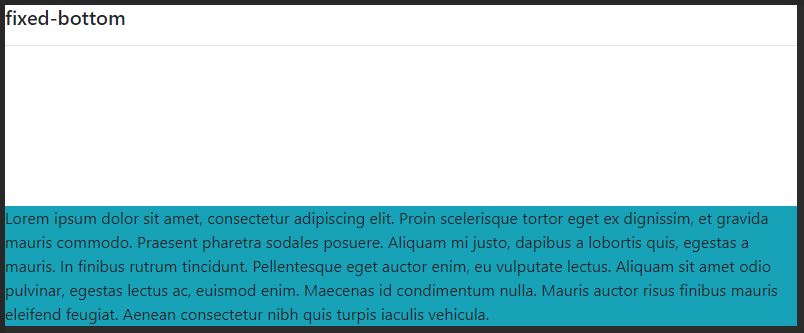 fixed-bottom
Lorem ipsum dolor sit amet, consectetur adipiscing elit. Proin scelerisque tortor eget ex dignissim, et gravida
mauris commodo. Praesent pharetra sodales posuere. Aliquam mi justo, dapibus a lobortis quis, egestas a
mauris. In finibus rutrum tincidunt. Pellentesque eget auctor enim, eu vulputate lectus. Aliquam sit amet odio
pulvinar, egestas lectus ac, euismod enim. Maecenas id condimentum nulla. Mauris auctor risus finibus mauris
eleifend feugiat. Aenean consectetur nibh quis turpis iaculis vehicula.